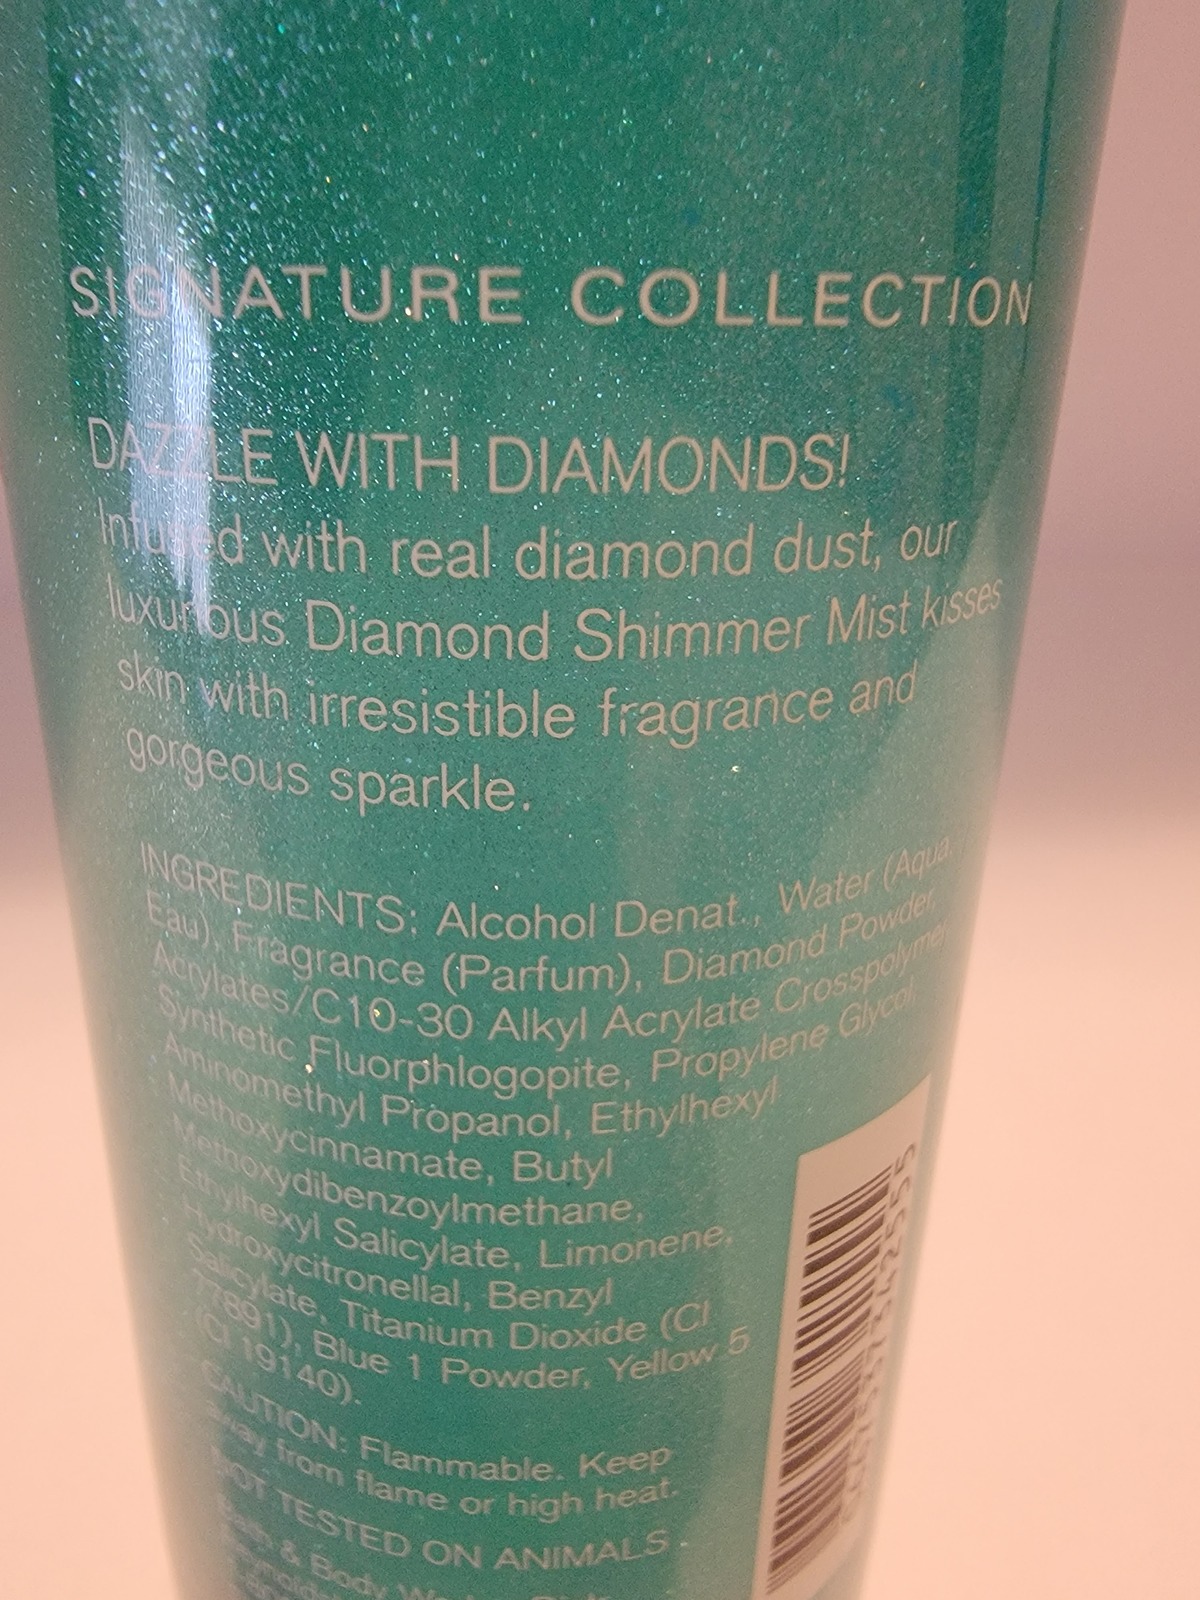 SIGNATURE COLLECTION
DAZZLE WITH DIAMONDS!
Infused with real diamond dust, our
luxurious Diamond Shimmer Mist kisses
skin with irresistible fragrance and
gorgeous sparkle.
INGREDIENTS: Alcohol Denat., Water (Aqua,
Eau), Fragrance (Parfum), Diamond Powder,
Acrylates/C10-30 Alkyl Acrylate Crosspolymer,
Synthetic Fluorphlogopite, Propylene Glycol,
Aminomethyl Propanol, Ethylhexyl
Methoxycinnamate, Butyl
Methoxydibenzoylmethane,
Ethylhexyl Salicylate, Limonene,
Hydroxycitronellal, Benzyl
Salicylate, Titanium Dioxide (CI
77891), Blue 1 Powder, Yellow 5
(CI 19140).
CAUTION: Flammable. Keep
away from flame or high heat.
NOT TESTED ON ANIMALS.
Bath & Body Works,